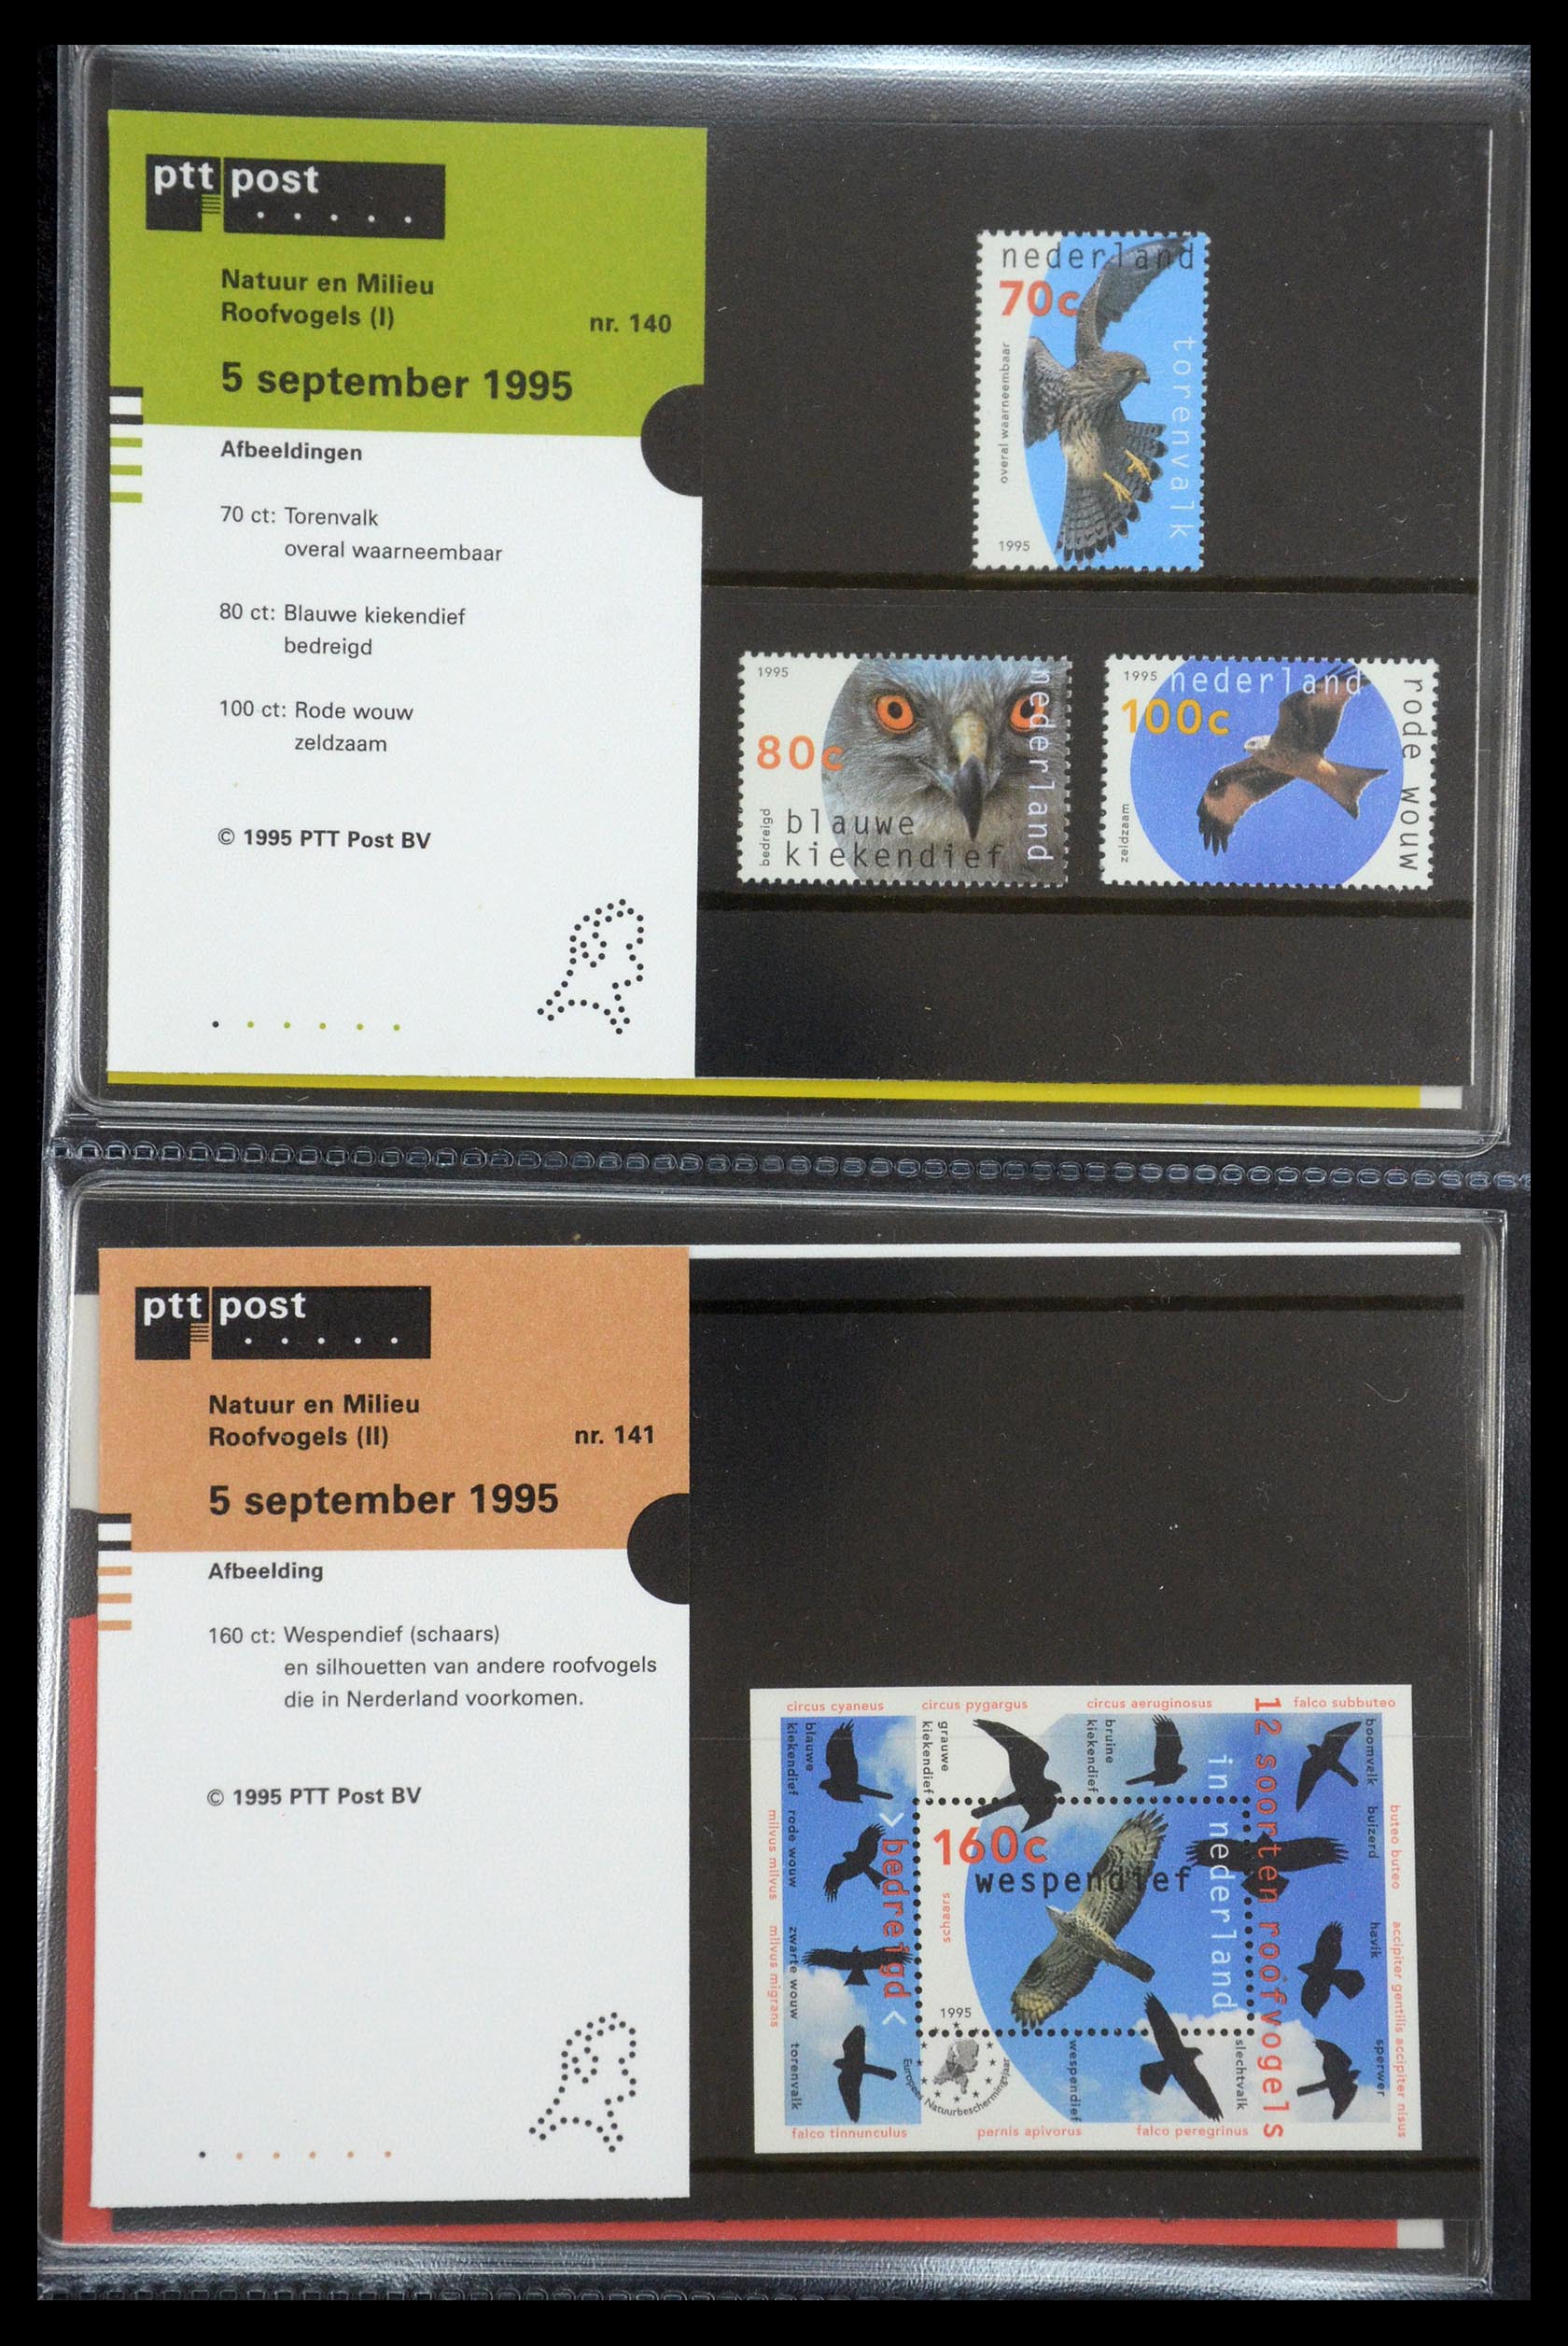 ptt post
Natuur en Milieu
Roofvogels (I)
nr. 140
5 september 1995
Afbeeldingen
70 ct: Torenvalk
overal waarneembaar
80 ct: Blauwe kiekendief
bedreigd
100 ct: Rode wouw
zeldzaam
© 1995 PTT Post BV
nederland
70c
overal waarneembaar
torenvalk
1995
1995
80c
nederland
bedreigd
blauwe
kiekendief
1995
nederland
100c
rode wouw
zeldzaam
ptt post
Natuur en Milieu
Roofvogels (II)
nr. 141
5 september 1995
Afbeelding
160 ct: Wespendief (schaars)
en silhouetten van andere roofvogels
die in Nerderland voorkomen.
© 1995 PTT Post BV
circus cyaneus
circus pygargus
circus aeruginosus
falco subbuteo
blauwe
kiekendief
grauwe
kiekendief
bruine
kiekendief
12 soorten roofvogels
in nederland
boomvalk
buizerd
buteo buteo
rode wouw
milvus milvus
> bedreigd <
160c
wespendief
schaars
zwarte wouw
milvus migrans
havik
accipiter gentilis
accipiter nisus
sperwer
1995
Europees Natuurbeschermingsjaar
torenvalk
wespendief
slechtvalk
falco tinnunculus
pernis apivorus
falco peregrinus